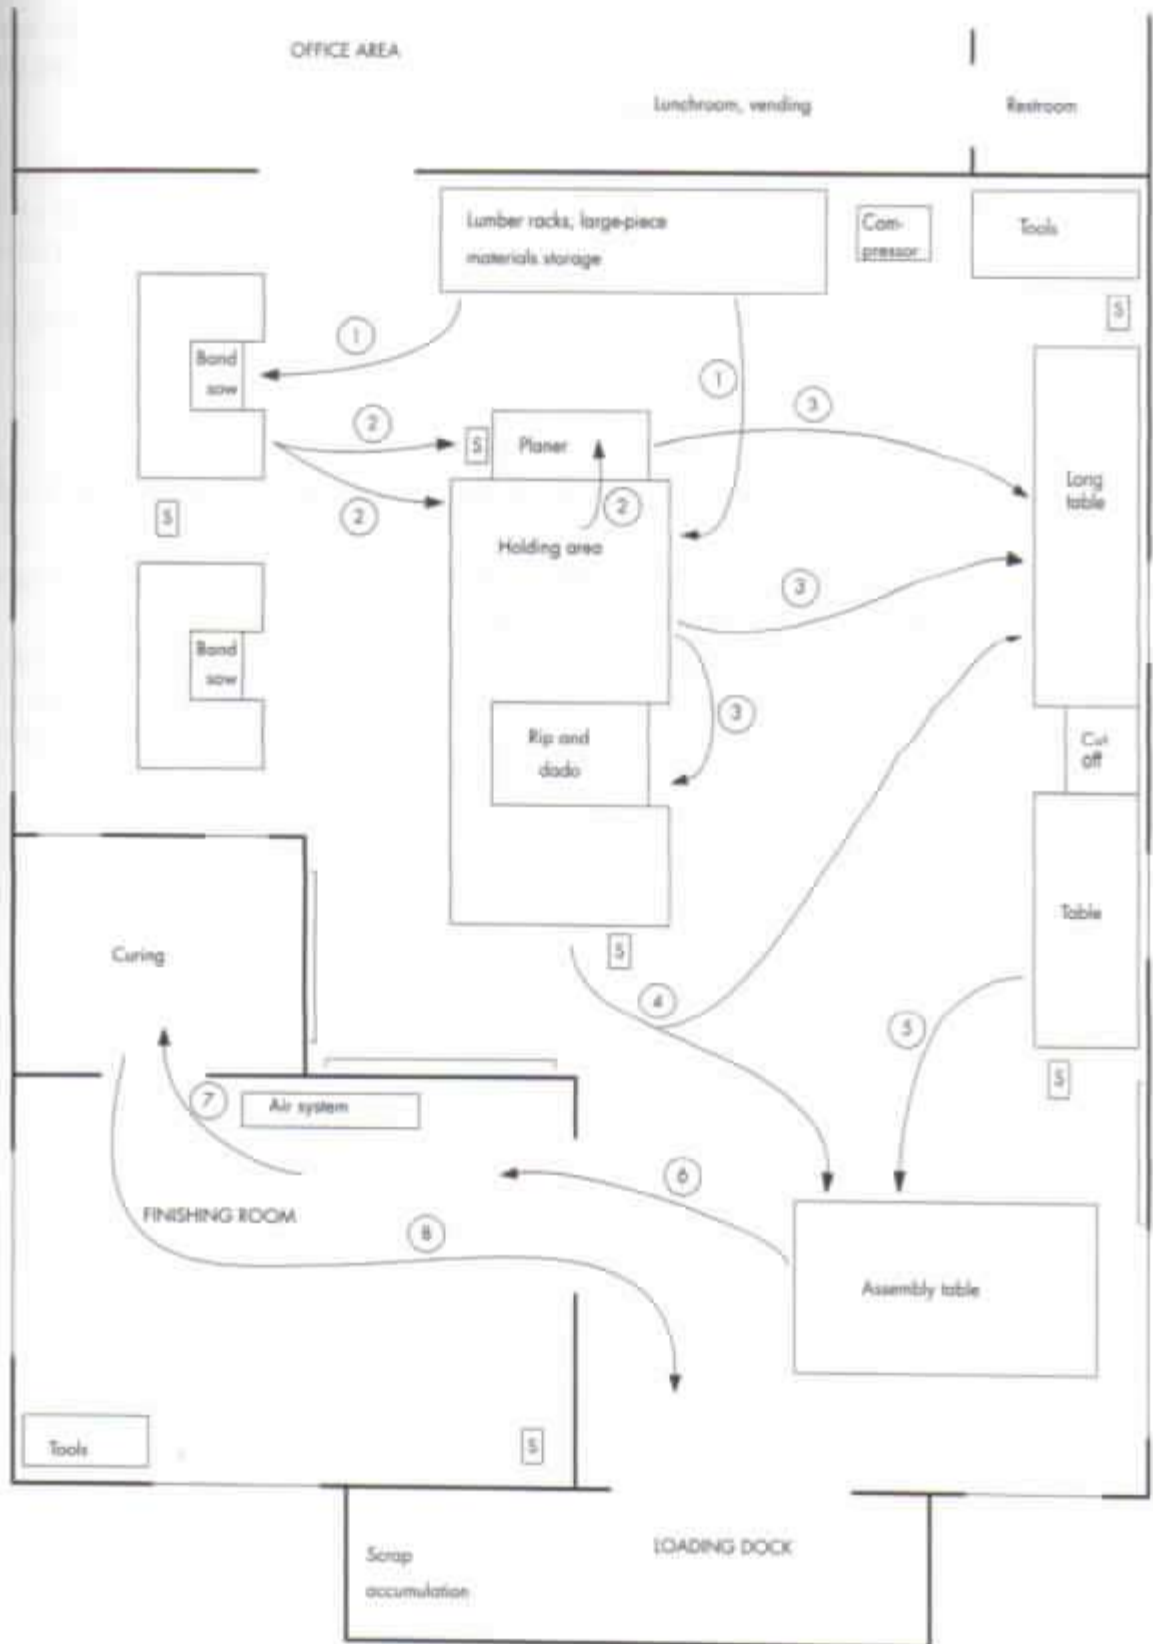 OFFICE AREA
Lunchroom, vending
Restroom
Lumber racks, large-piece
materials storage
Com-
pressor
Tools
S
1
Band
saw
1
2
3
S
Planer
Long
table
2
2
S
Holding area
3
Band
saw
3
Rip and
dado
Cut
off
Table
Curing
S
4
5
S
7
Air system
6
FINISHING ROOM
8
Assembly table
Tools
S
Scrap
accumulation
LOADING DOCK